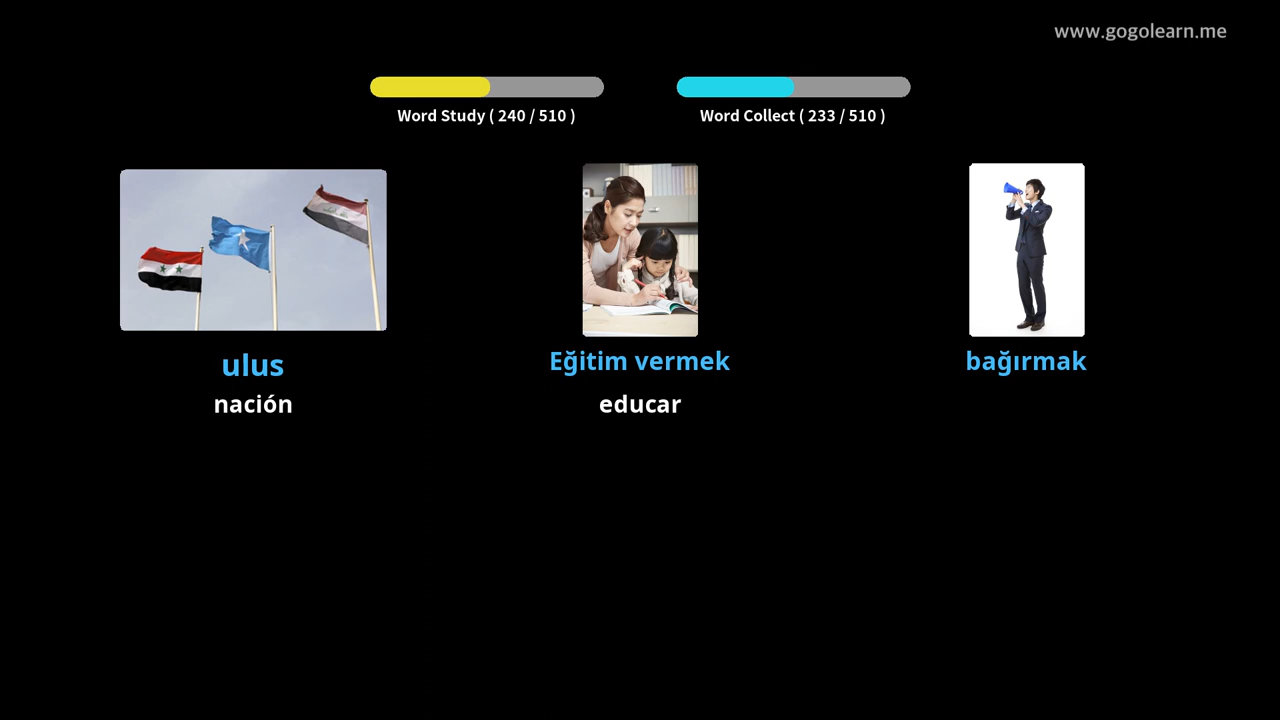 www.gogolearn.me
Word Study ( 240 / 510 )
Word Collect ( 233 / 510 )
ulus
Eğitim vermek
bağırmak
nación
educar